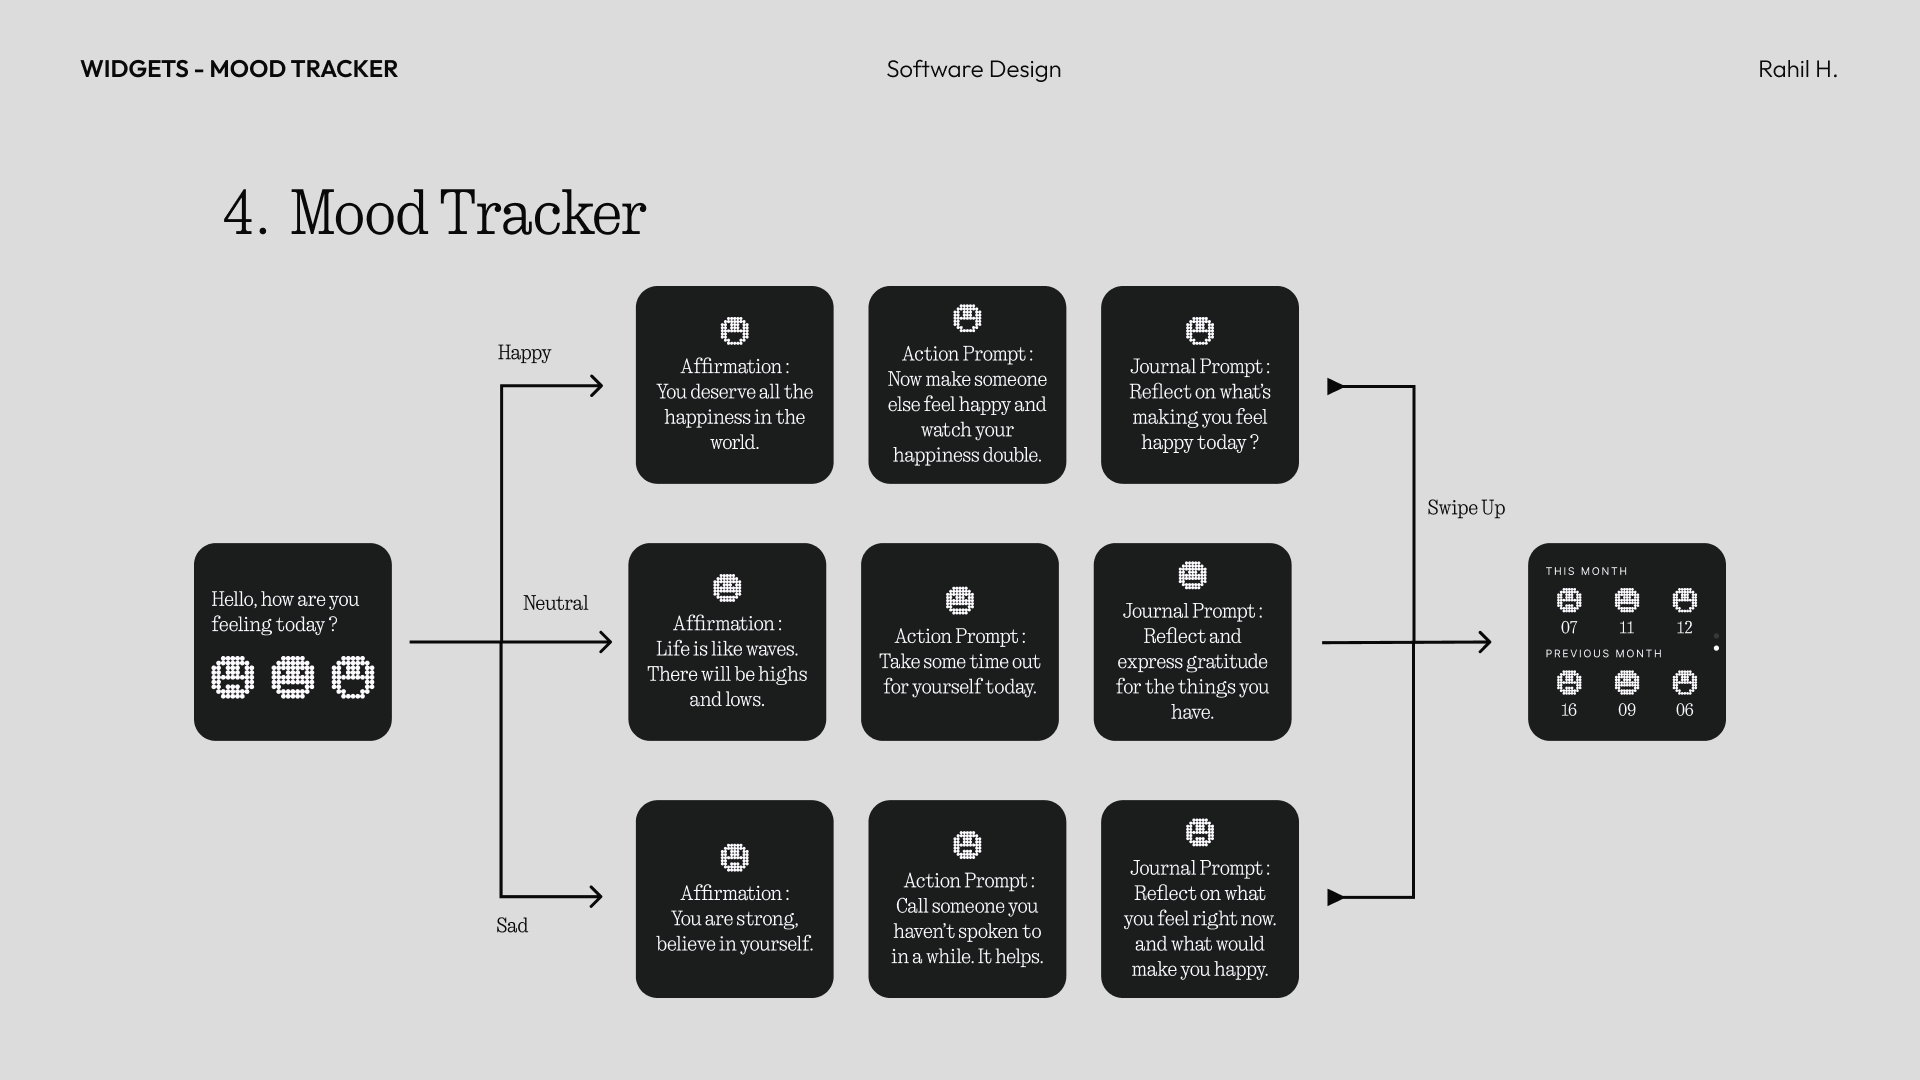 WIDGETS - MOOD TRACKER
Software Design
Rahil H.
4. Mood Tracker
Happy
Affirmation :
You deserve all the
happiness in the
world.
Action Prompt :
Now make someone
else feel happy and
watch your
happiness double.
Journal Prompt :
Reflect on what's
making you feel
happy today ?
Swipe Up
Hello, how are you
feeling today ?
Neutral
Affirmation :
Life is like waves.
There will be highs
and lows.
Action Prompt :
Take some time out
for yourself today.
Journal Prompt :
Reflect and
express gratitude
for the things you
have.
THIS MONTH
07 11 12
PREVIOUS MONTH
16 09 06
Sad
Affirmation :
You are strong,
believe in yourself.
Action Prompt :
Call someone you
haven't spoken to
in a while. It helps.
Journal Prompt :
Reflect on what
you feel right now.
and what would
make you happy.